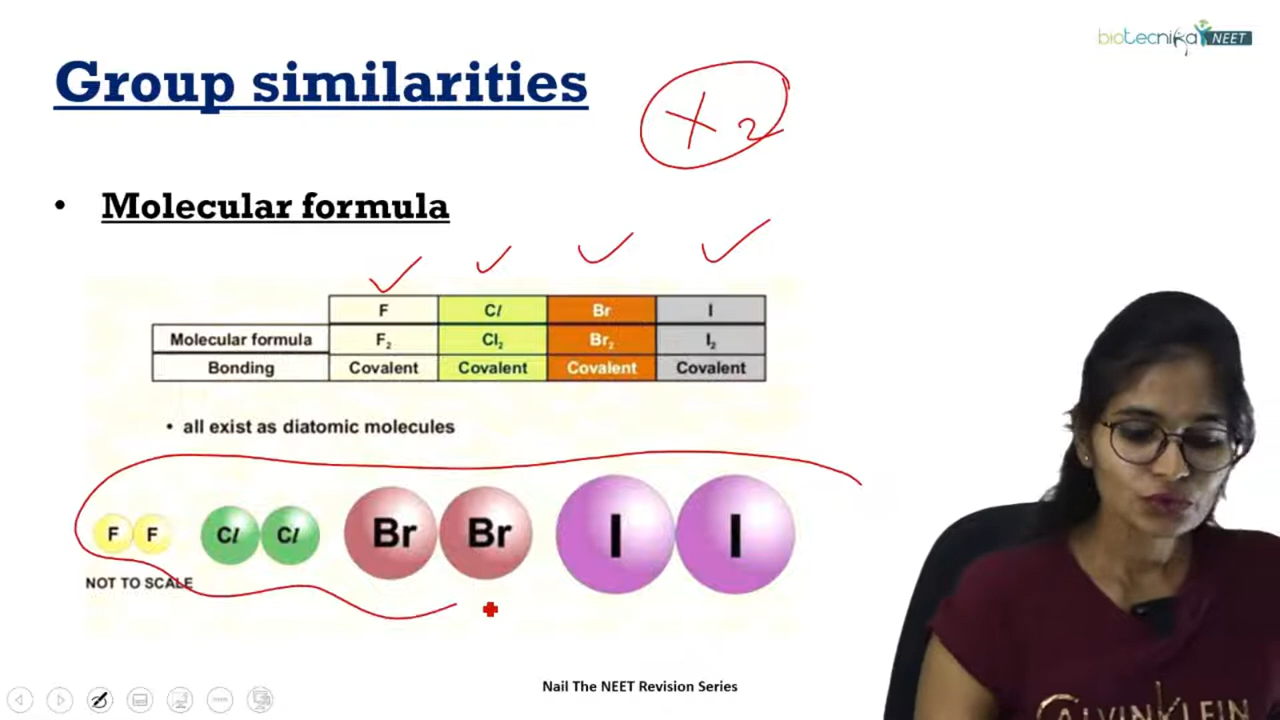 biotecnika NEET
Group similarities
X2
• Molecular formula
F Cl Br I
Molecular formula F₂ Cl₂ Br₂ I₂
Bonding Covalent Covalent Covalent Covalent
• all exist as diatomic molecules
F F Cl Cl Br Br I I
NOT TO SCALE
Nail The NEET Revision Series
CALVIN KLEIN